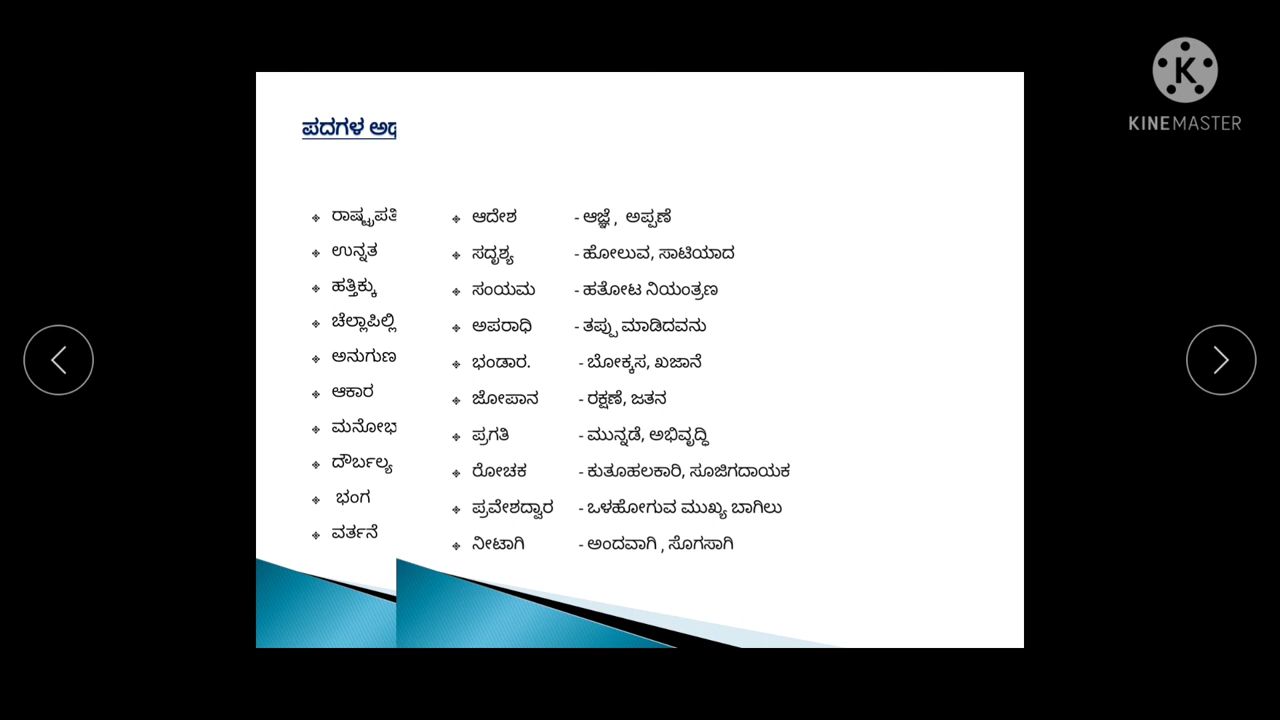 ಪದಗಳ
ಉನ್ನತ
ಹತ್ತಿಕ್ಕು
ಚೆಲ್ಲಾಪಿಲ್ಲಿ
ಅನುಗುಣ
ಆಕಾರ
ದೌರ್ಬಲ್ಯ
ಭಂಗ
ವರ್ತನೆ
ಆದೇಶ - ಆಜ್ಞೆ , ಅಪ್ಪಣೆ
ಸದೃಶ್ಯ - ಹೋಲುವ, ಸಾಟಿಯಾದ
ಸಂಯಮ - ಹತೋಟ ನಿಯಂತ್ರಣ
ಅಪರಾಧಿ - ತಪ್ಪು ಮಾಡಿದವನು
ಭಂಡಾರ. - ಬೋಕ್ಕಸ, ಖಜಾನೆ
ಜೋಪಾನ - ರಕ್ಷಣೆ, ಜತನ
ಪ್ರಗತಿ - ಮುನ್ನಡೆ, ಅಭಿವೃದ್ಧಿ
ರೋಚಕ - ಕುತೂಹಲಕಾರಿ, ಸೂಜಿಗದಾಯಕ
ಪ್ರವೇಶದ್ವಾರ - ಒಳಹೋಗುವ ಮುಖ್ಯ ಬಾಗಿಲು
ನೀಟಾಗಿ - ಅಂದವಾಗಿ , ಸೊಗಸಾಗಿ
KINEMASTER